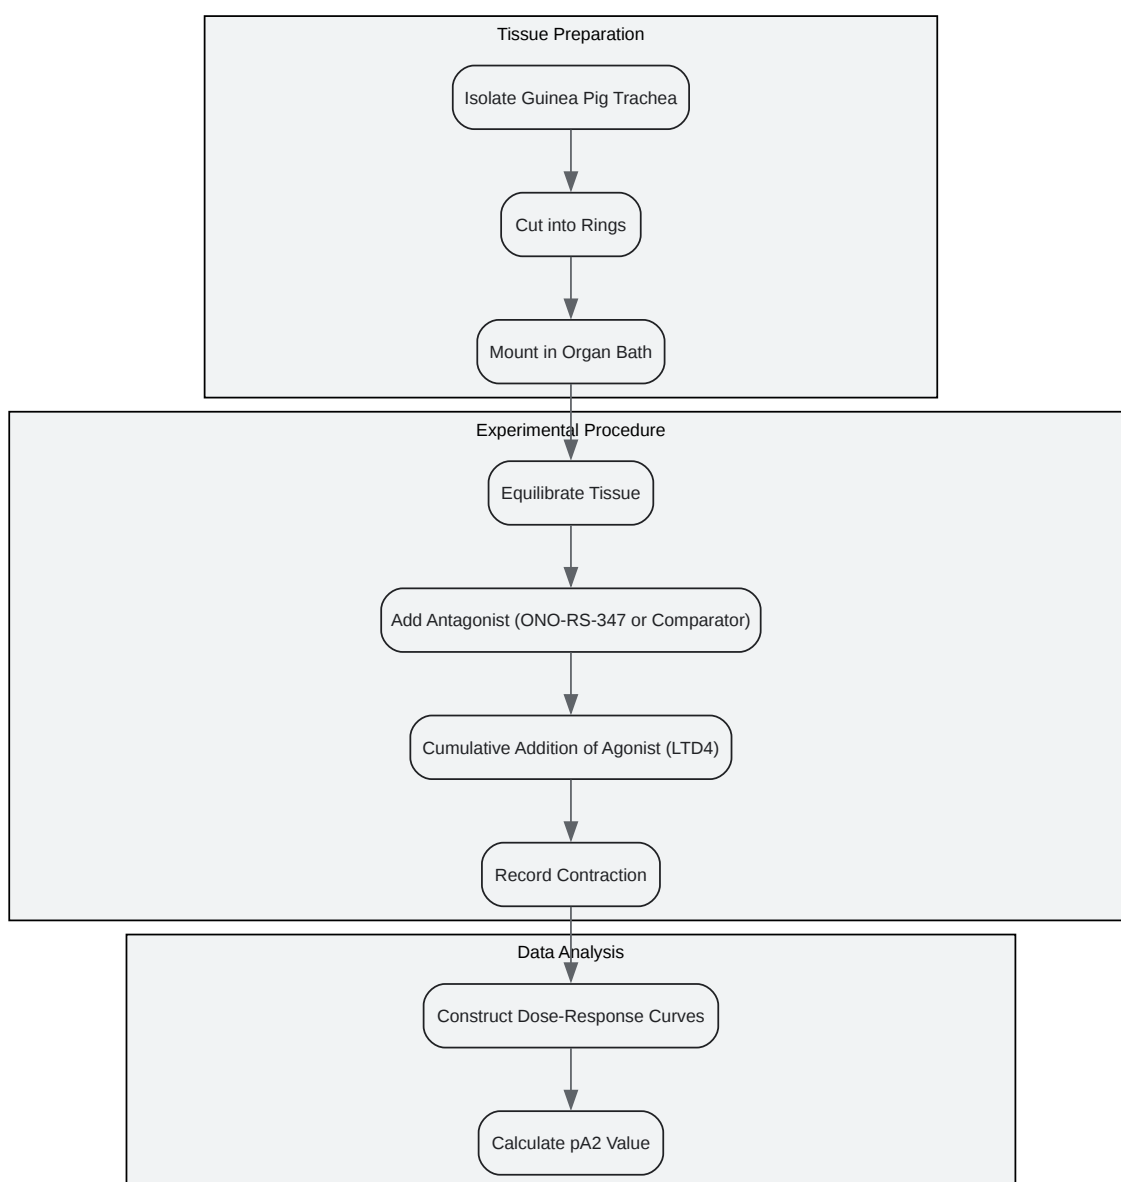 Tissue Preparation
Isolate Guinea Pig Trachea
Cut into Rings
Mount in Organ Bath
Experimental Procedure
Equilibrate Tissue
Add Antagonist (ONO-RS-347 or Comparator)
Cumulative Addition of Agonist (LTD4)
Record Contraction
Data Analysis
Construct Dose-Response Curves
Calculate pA2 Value